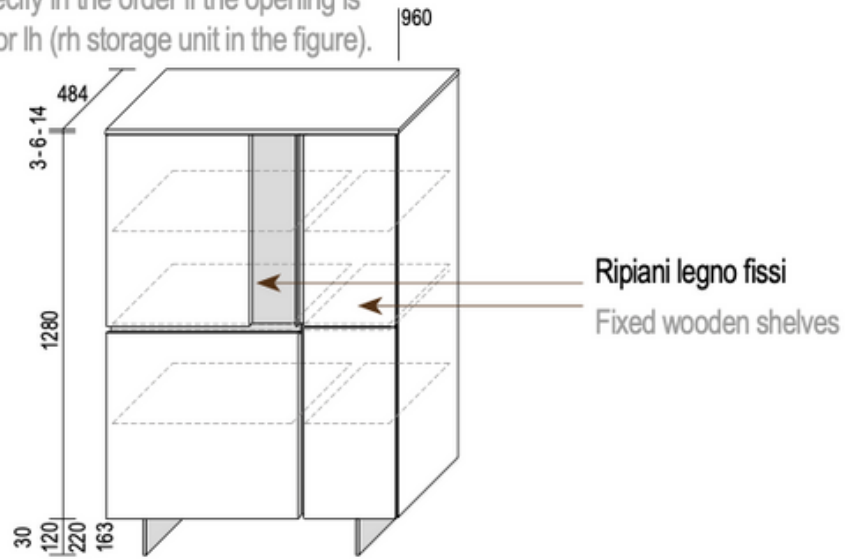 in the order if the opening is
or lh (rh storage unit in the figure).
960
484
3-6-14
Ripiani legno fissi
Fixed wooden shelves
1280
30
120
220
163